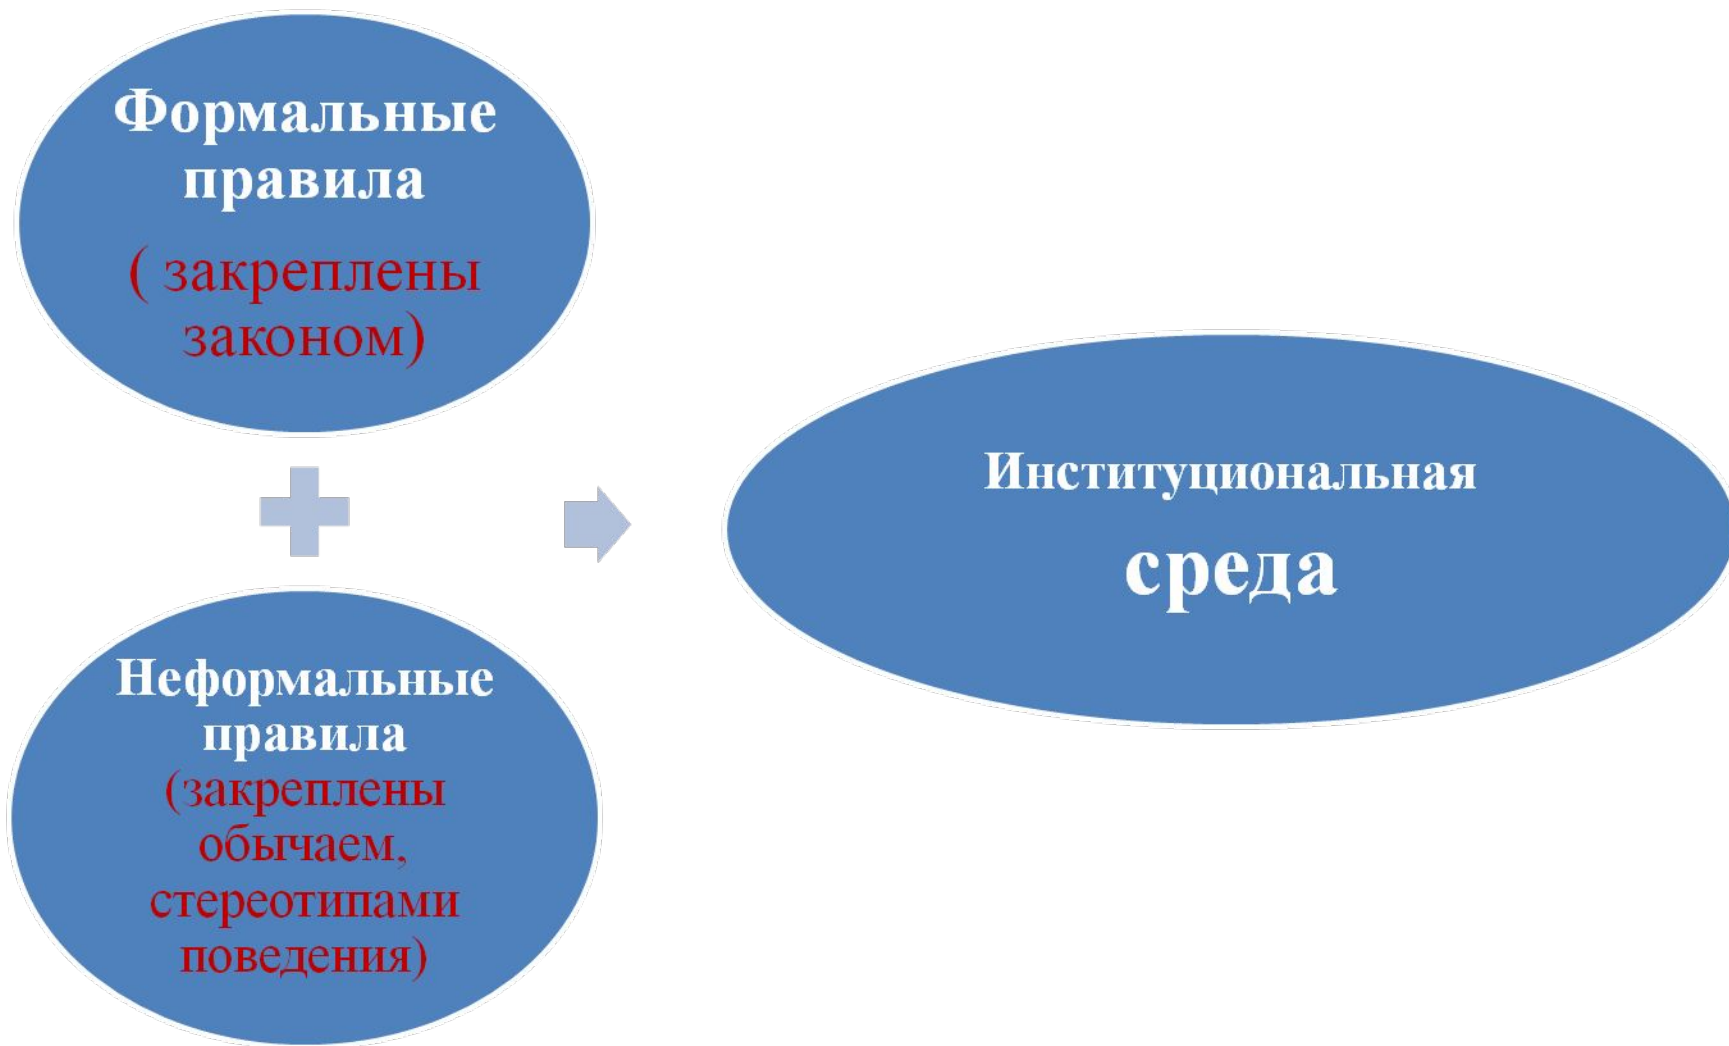 Формальные
правила
( закреплены
законом)
Неформальные
правила
(закреплены
обычаем,
стереотипами
поведения)
Институциональная
среда